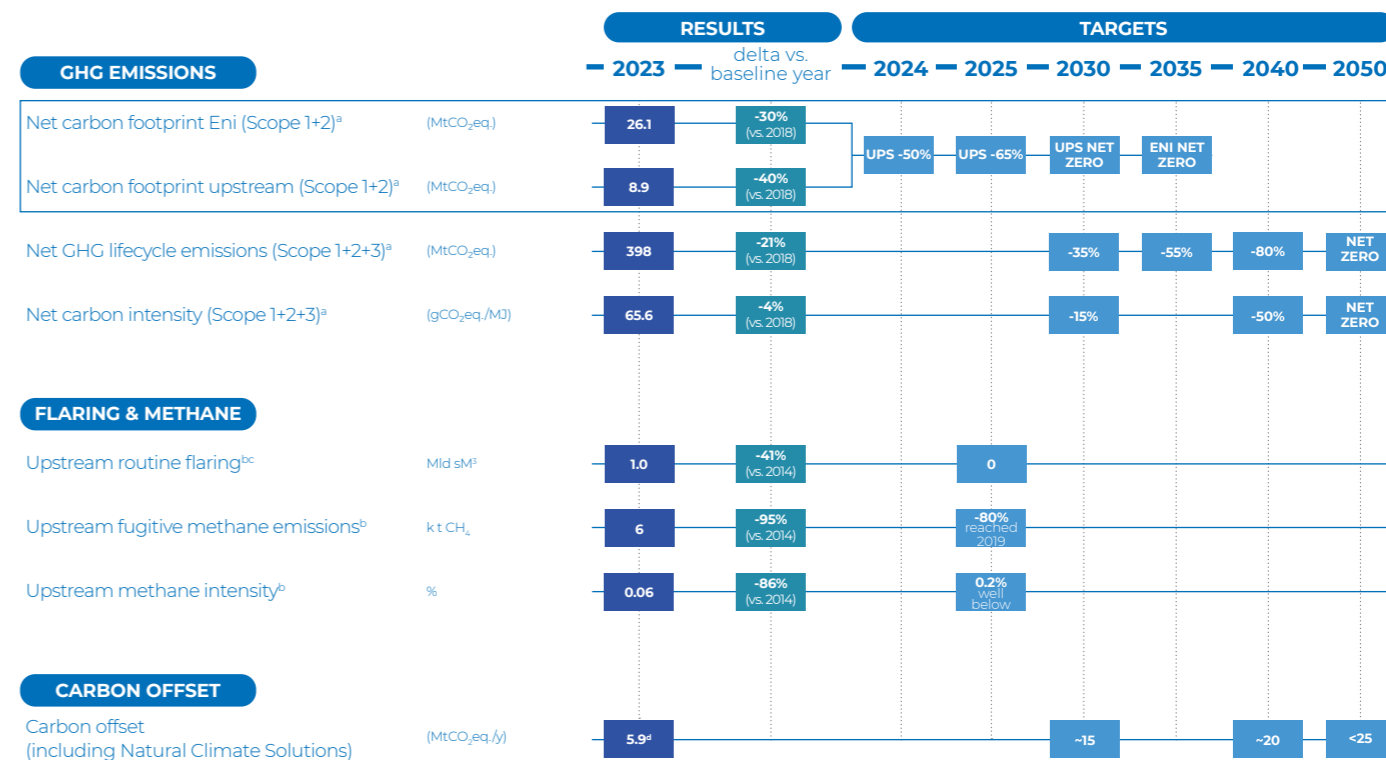 RESULTS
TARGETS
GHG EMISSIONS
2023
delta vs.
baseline year
2024
2025
2030
2035
2040
2050
Net carbon footprint Eni (Scope 1+2)ᵃ
(MtCO₂eq.)
26.1
-30%
(vs. 2018)
UPS -50%
UPS -65%
UPS NET
ZERO
ENI NET
ZERO
Net carbon footprint upstream (Scope 1+2)ᵃ
(MtCO₂eq.)
8.9
-40%
(vs. 2018)
Net GHG lifecycle emissions (Scope 1+2+3)ᵃ
(MtCO₂eq.)
398
-21%
(vs. 2018)
-35%
-55%
-80%
NET
ZERO
Net carbon intensity (Scope 1+2+3)ᵃ
(gCO₂eq./MJ)
65.6
-4%
(vs. 2018)
-15%
-50%
NET
ZERO
FLARING & METHANE
Upstream routine flaringᵇᶜ
Mld sM³
1.0
-41%
(vs. 2014)
0
Upstream fugitive methane emissionsᵇ
k t CH₄
6
-95%
(vs. 2014)
-80%
reached
2019
Upstream methane intensityᵇ
%
0.06
-86%
(vs. 2014)
0.2%
well
below
CARBON OFFSET
Carbon offset
(including Natural Climate Solutions)
(MtCO₂eq./y)
5.9ᵈ
~15
~20
<25